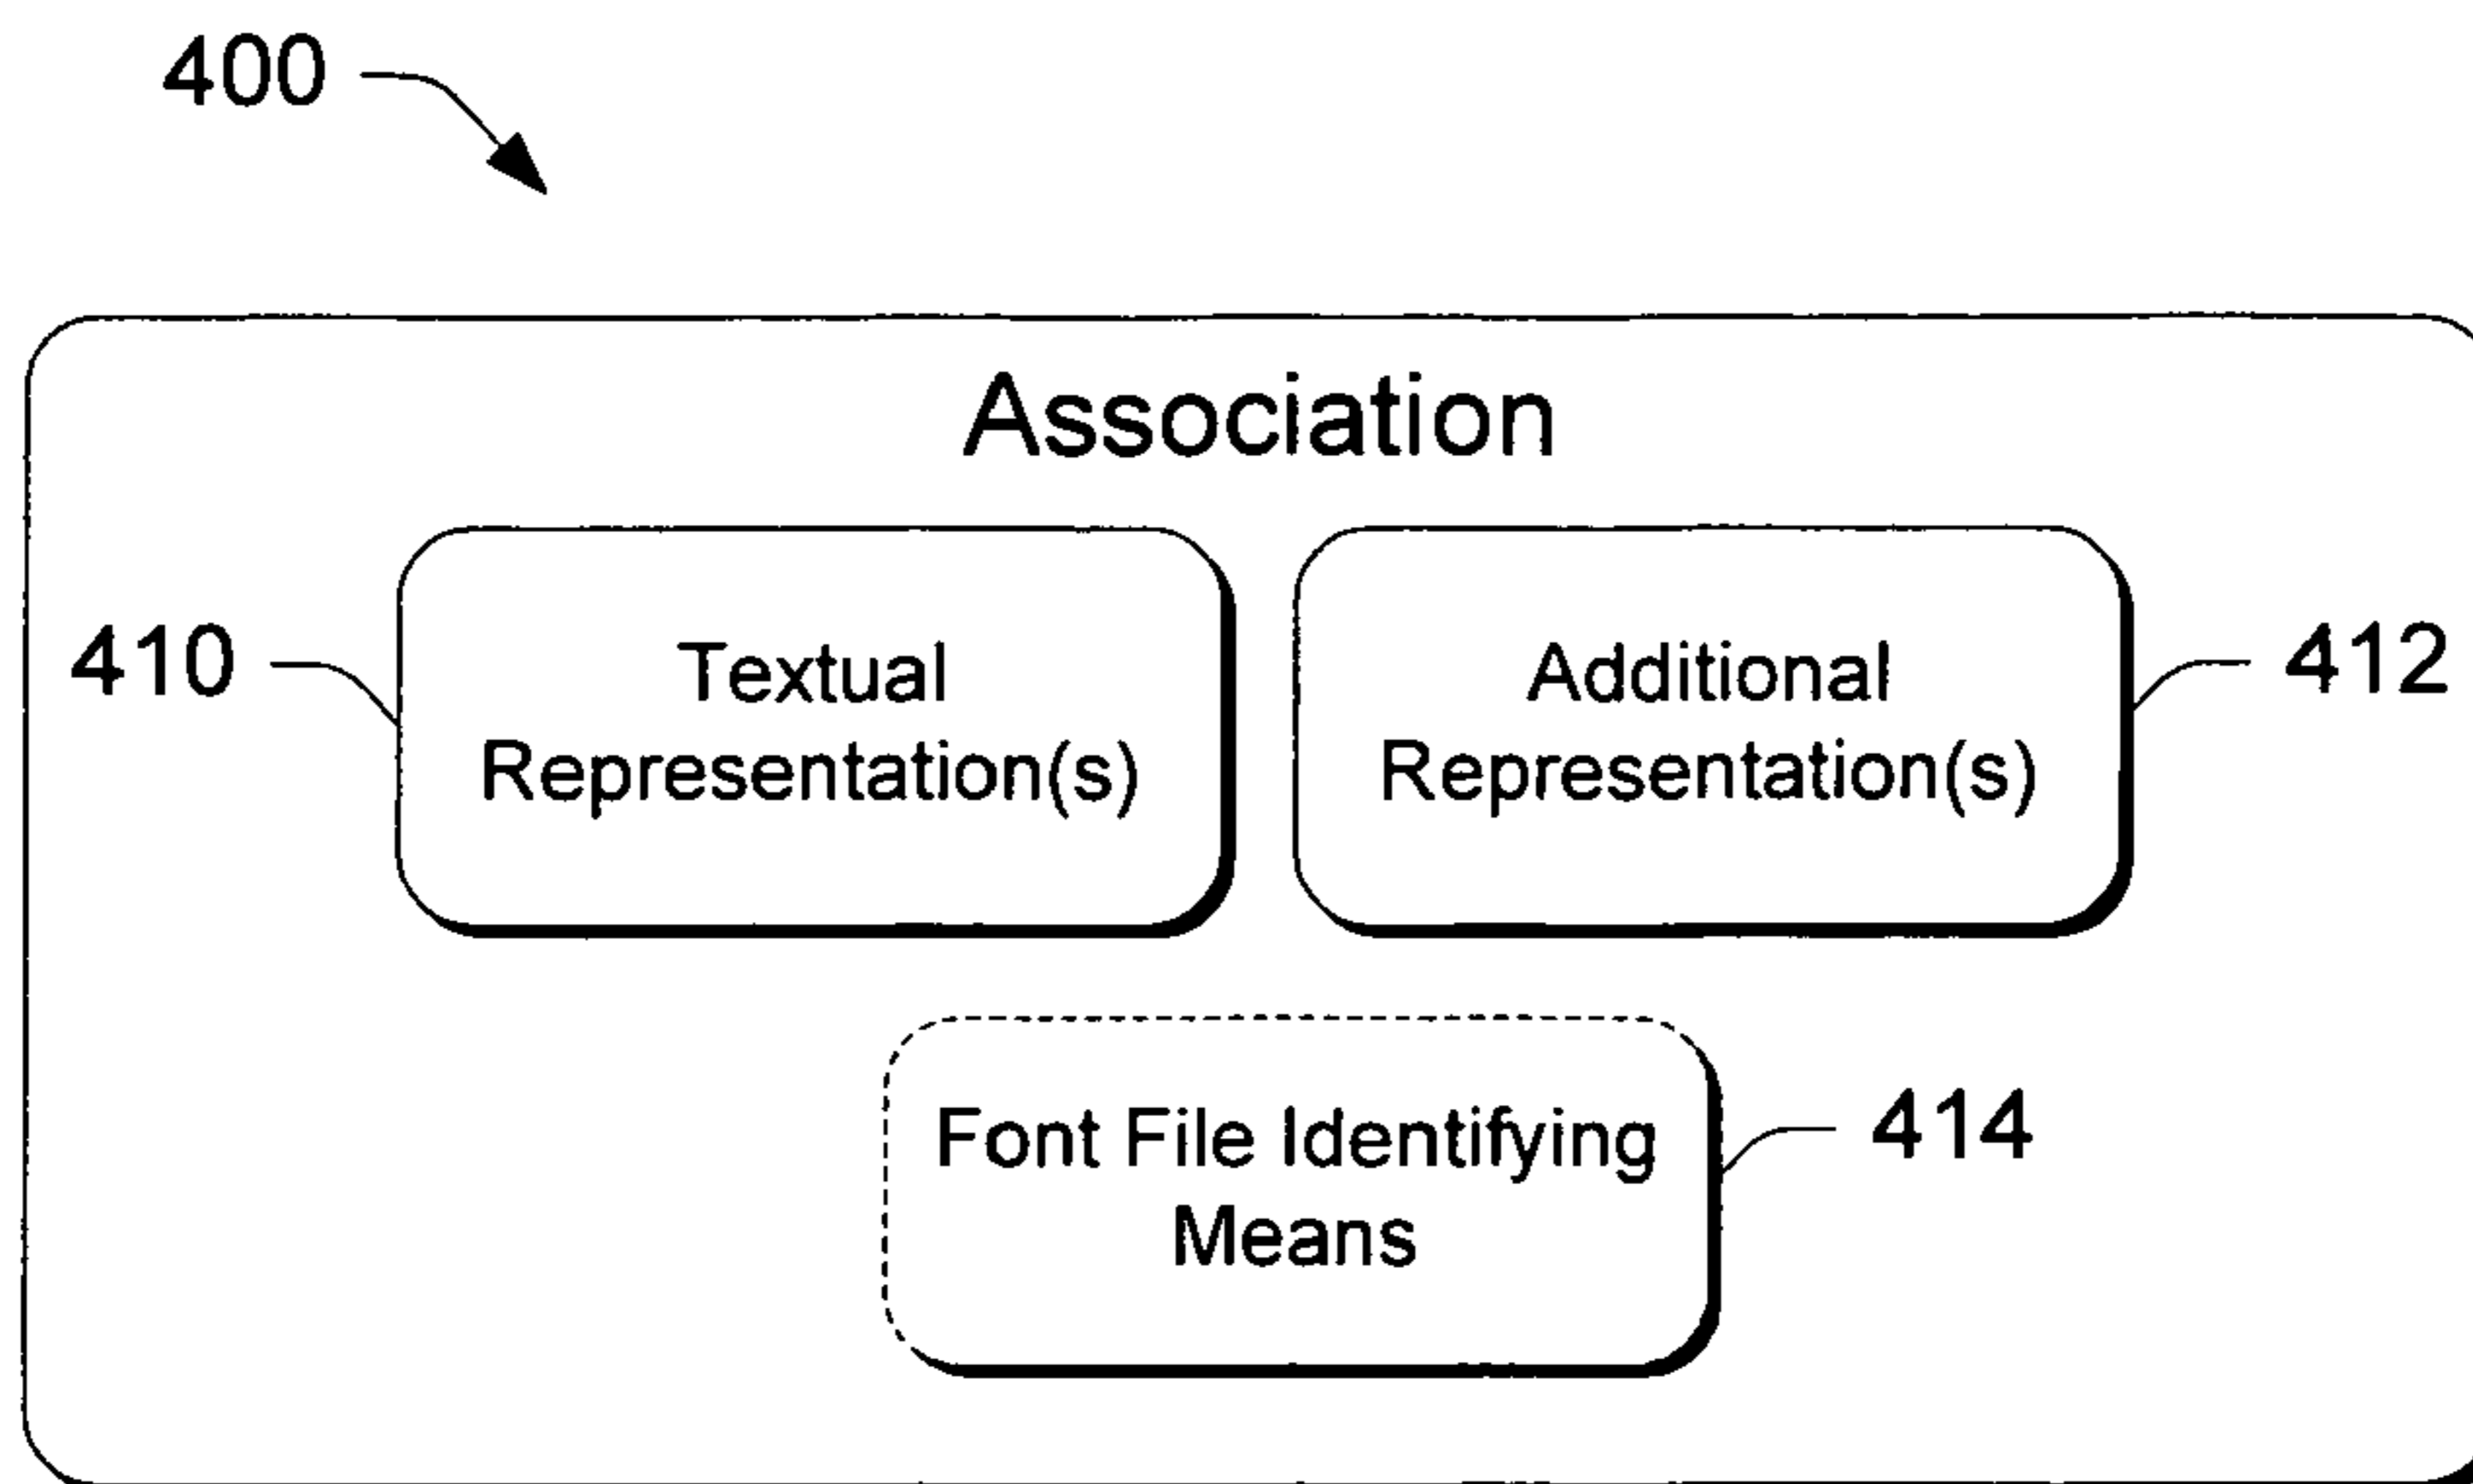 400
Association
410
Textual
Representation(s)
Additional
Representation(s)
412
Font File Identifying
Means
414